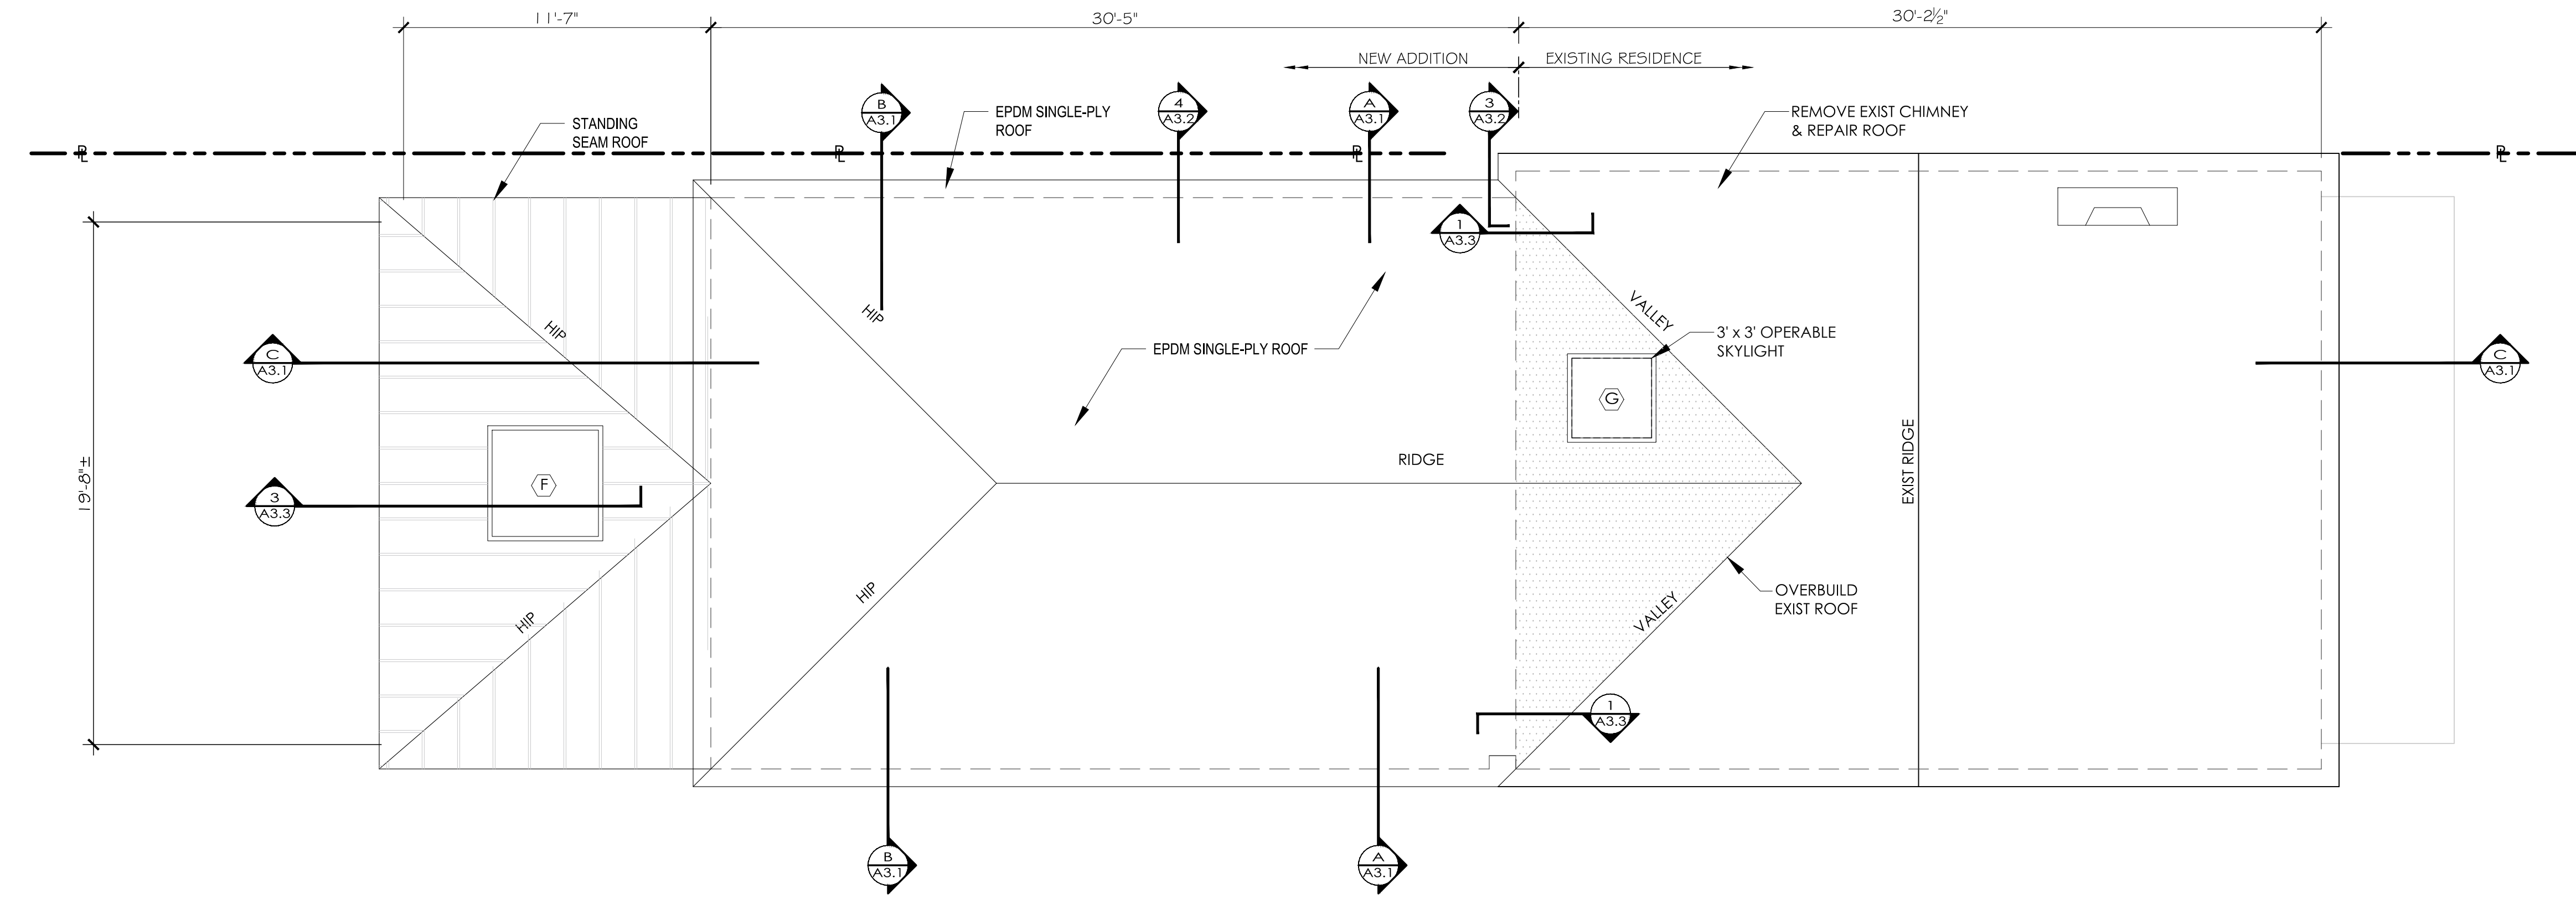 11'-7"
30'-5"
30'-2½"
NEW ADDITION
EXISTING RESIDENCE
B
A3.1
4
A3.2
A
A3.1
3
A3.2
EPDM SINGLE-PLY
ROOF
REMOVE EXIST CHIMNEY
& REPAIR ROOF
STANDING
SEAM ROOF
PL
PL
PL
PL
1
A3.3
HIP
HIP
VALLEY
3' x 3' OPERABLE
SKYLIGHT
EPDM SINGLE-PLY ROOF
C
A3.1
C
A3.1
G
RIDGE
EXIST RIDGE
19'-8"±
F
3
A3.3
HIP
HIP
VALLEY
OVERBUILD
EXIST ROOF
1
A3.3
B
A3.1
A
A3.1